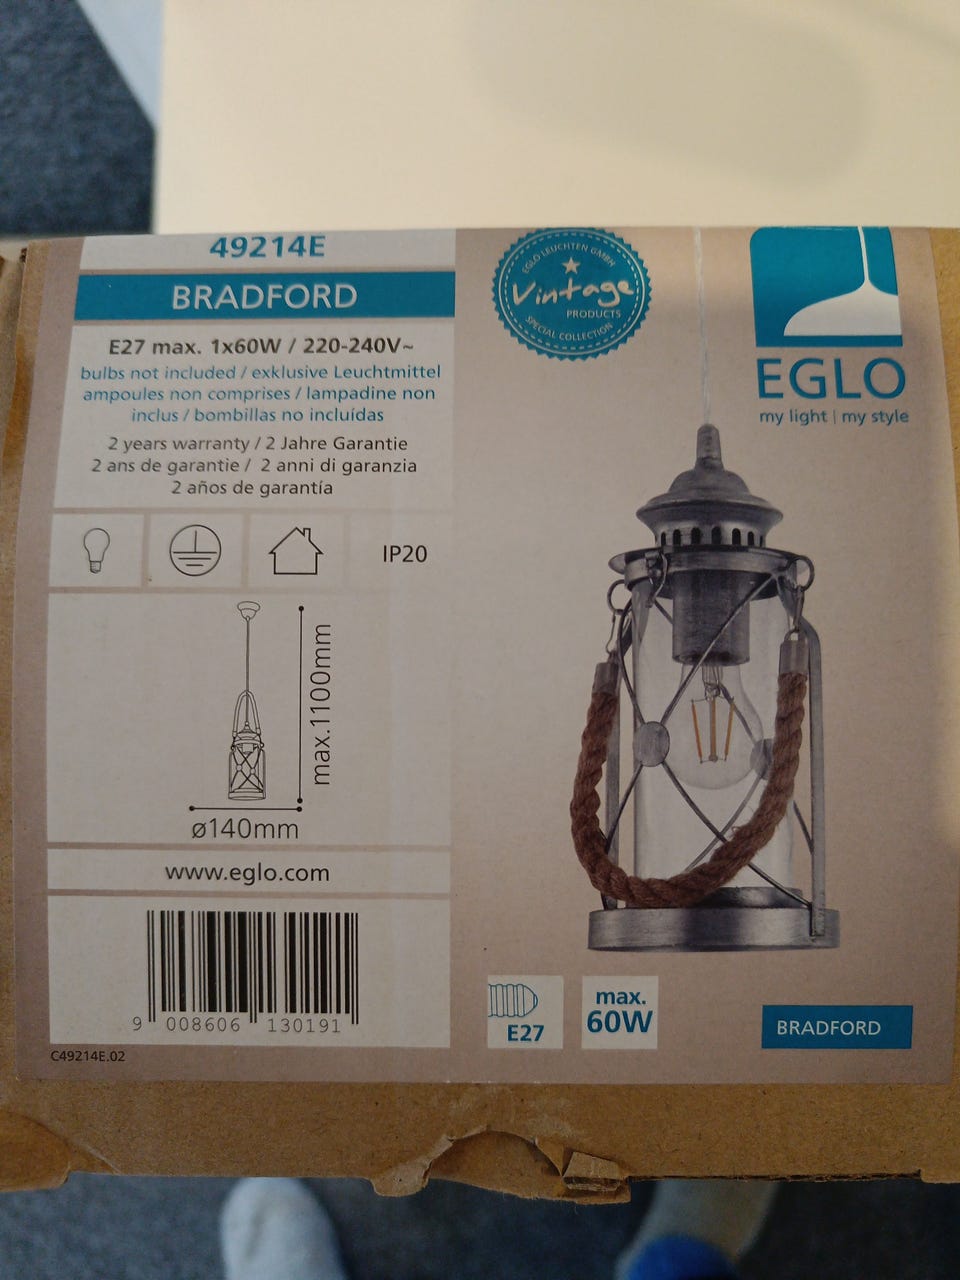 49214E
BRADFORD
E27 max. 1x60W / 220-240V~
bulbs not included / exklusive Leuchtmittel
ampoules non comprises / lampadine non
inclus / bombillas no incluídas
2 years warranty / 2 Jahre Garantie
2 ans de garantie / 2 anni di garanzia
2 años de garantía
IP20
max.1100mm
ø140mm
www.eglo.com
9 008606 130191
C49214E.02
EGLO LEUCHTEN GMBH
Vintage
PRODUCTS
SPECIAL COLLECTION
EGLO
my light | my style
E27
max.
60W
BRADFORD